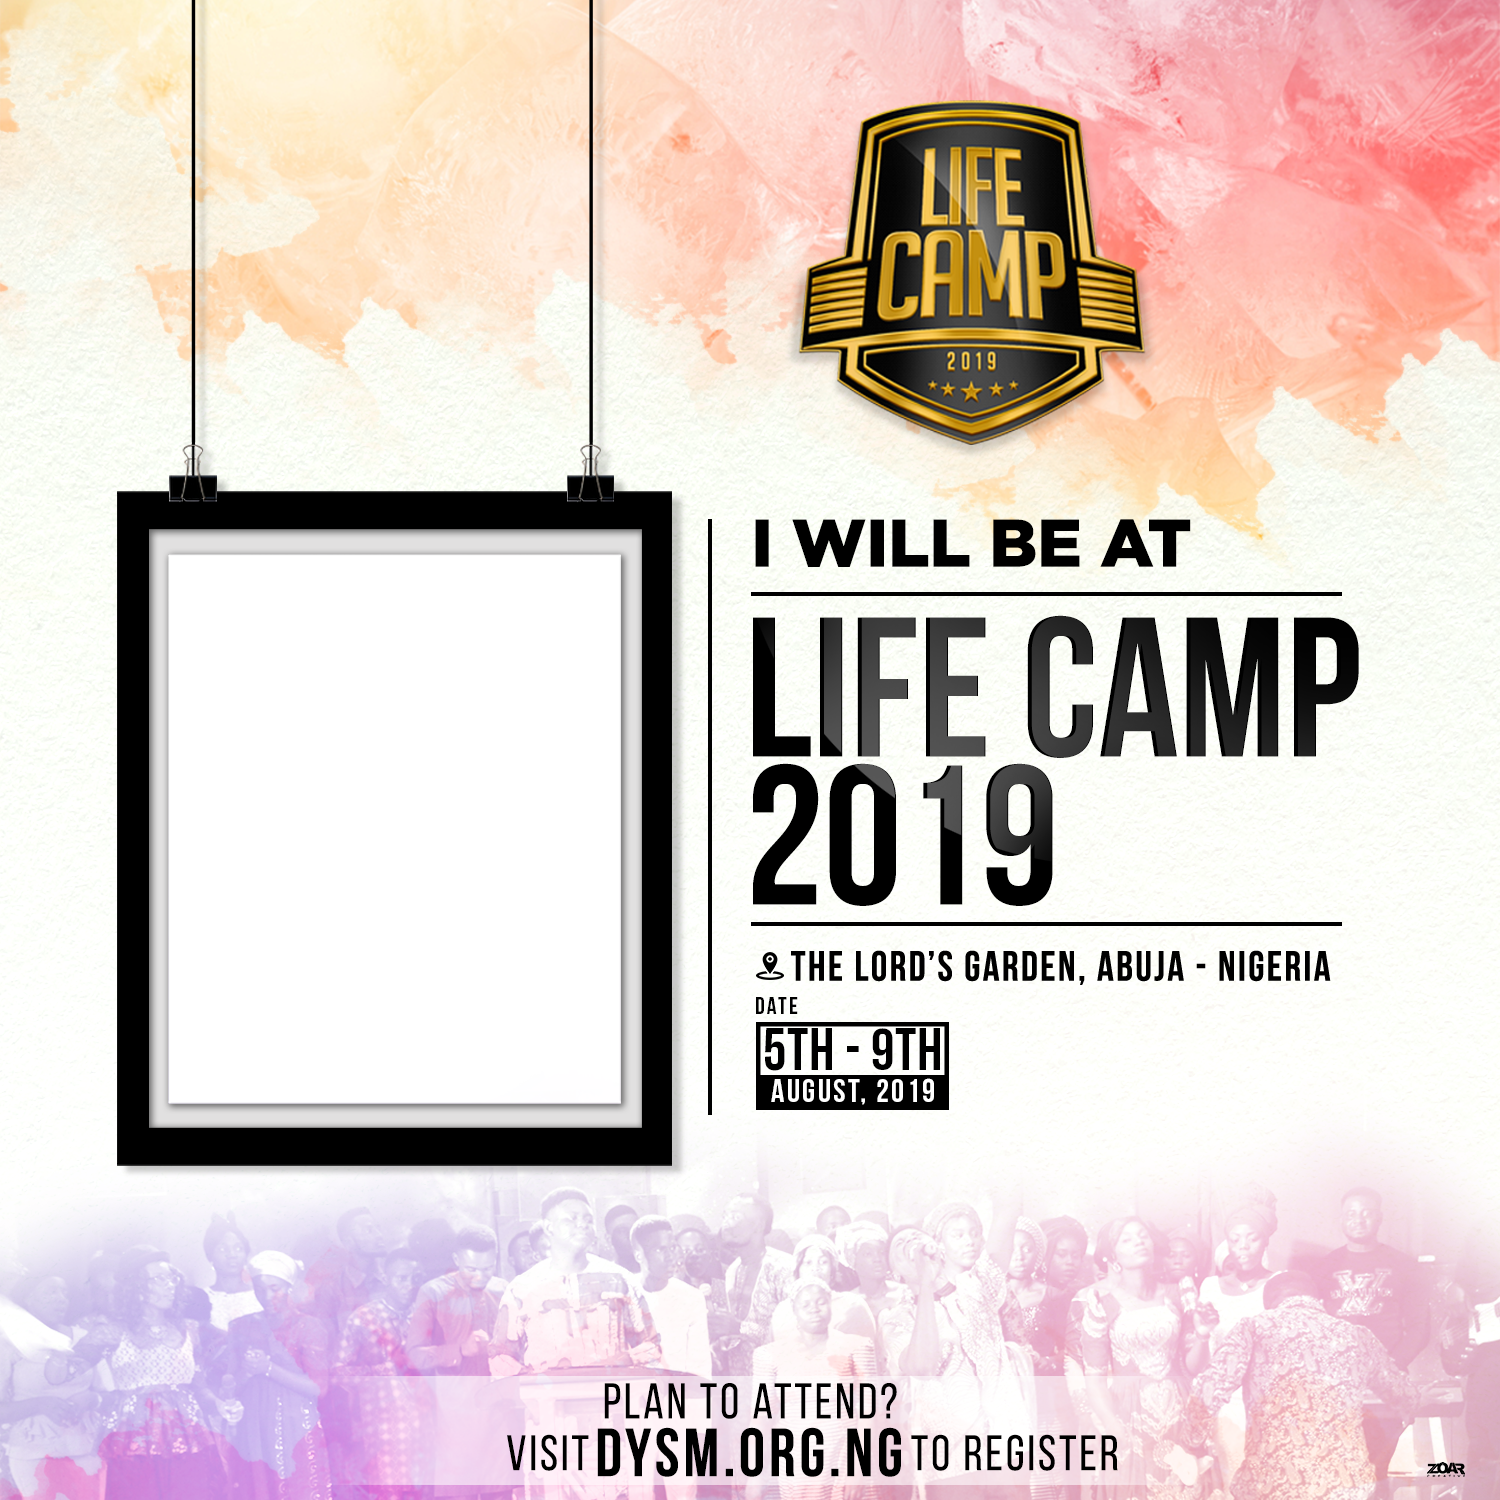 LIFE
CAMP
2019
I WILL BE AT
LIFE CAMP
2019
THE LORD'S GARDEN, ABUJA - NIGERIA
DATE
5TH - 9TH
AUGUST, 2019
PLAN TO ATTEND?
VISIT DYSM.ORG.NG TO REGISTER
ZOAR